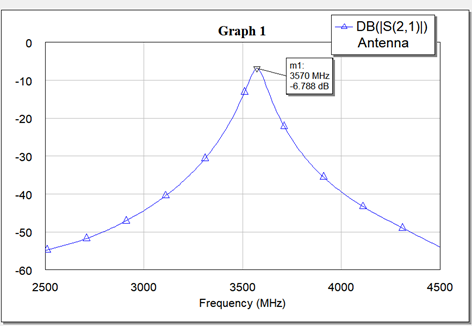 Graph 1
DB(|S(2,1)|)
Antenna
m1:
3570 MHz
-6.788 dB
0
-10
-20
-30
-40
-50
-60
2500 3000 3500 4000 4500
Frequency (MHz)